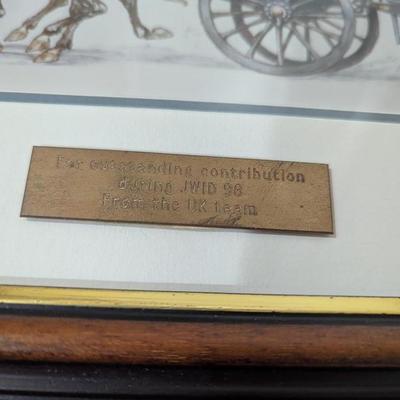 For outstanding contribution
during JWID 98
From the UK team